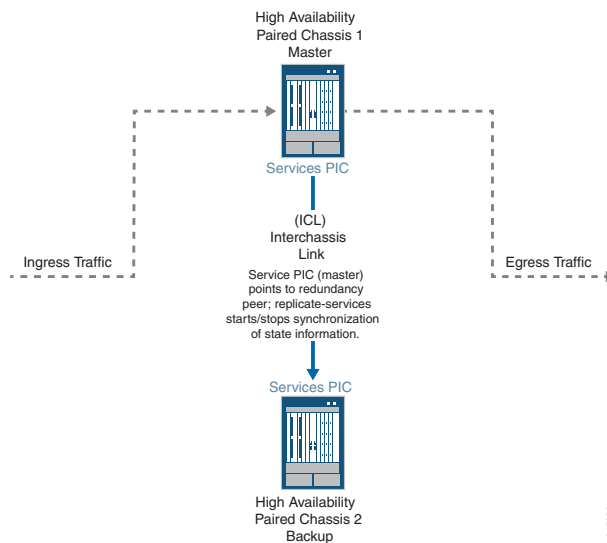 High Availability
Paired Chassis 1
Master
Services PIC
(ICL)
Interchassis
Link
Ingress Traffic
Egress Traffic
Service PIC (master)
points to redundancy
peer; replicate-services
starts/stops synchronization
of state information.
Services PIC
High Availability
Paired Chassis 2
Backup